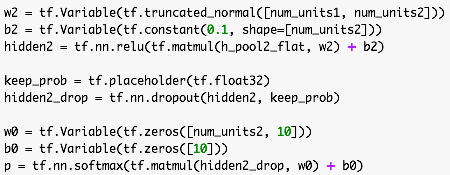 w2 = tf.Variable(tf.truncated_normal([num_units1, num_units2]))
b2 = tf.Variable(tf.constant(0.1, shape=[num_units2]))
hidden2 = tf.nn.relu(tf.matmul(h_pool2_flat, w2) + b2)

keep_prob = tf.placeholder(tf.float32)
hidden2_drop = tf.nn.dropout(hidden2, keep_prob)

w0 = tf.Variable(tf.zeros([num_units2, 10]))
b0 = tf.Variable(tf.zeros([10]))
p = tf.nn.softmax(tf.matmul(hidden2_drop, w0) + b0)